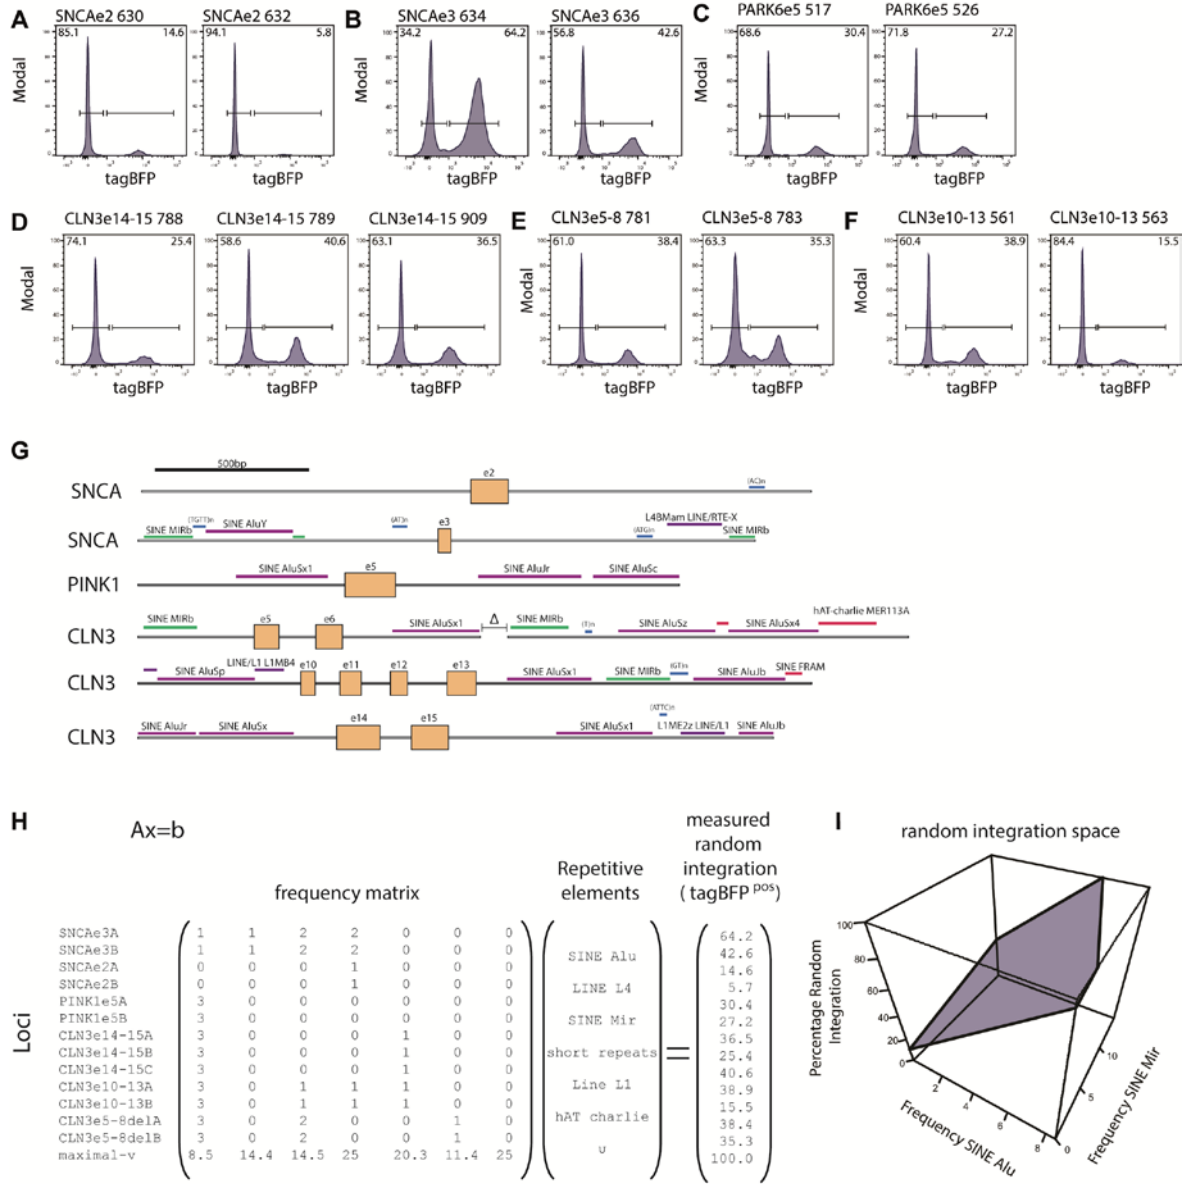 A
SNCAe2 630
SNCAe2 632
B
SNCAe3 634
SNCAe3 636
C
PARK6e5 517
PARK6e5 526
85.1 14.6
94.1 5.8
34.2 64.2
56.8 42.6
68.6 30.4
71.8 27.2
Modal
Modal
Modal
tagBFP
tagBFP
tagBFP
tagBFP
tagBFP
tagBFP
D
CLN3e14-15 788
CLN3e14-15 789
CLN3e14-15 909
E
CLN3e5-8 781
CLN3e5-8 783
F
CLN3e10-13 561
CLN3e10-13 563
74.1 25.4
58.6 40.6
63.1 36.5
61.0 38.4
63.3 35.3
60.4 38.9
84.4 15.5
Modal
Modal
Modal
tagBFP
tagBFP
tagBFP
tagBFP
tagBFP
tagBFP
tagBFP
G
500bp
SNCA
e2
(AC)n
SNCA
SINE MIRb
(TGTT)n
SINE AluY
(AT)n
e3
(ATG)n
L4BMam LINE/RTE-X
SINE MIRb
PINK1
SINE AluSx1
e5
SINE AluJr
SINE AluSc
CLN3
SINE MIRb
e5
e6
SINE AluSx1
Δ
SINE MIRb
(T)n
SINE AluSz
SINE AluSx4
hAT-charlie MER113A
CLN3
SINE AluSp
LINE/L1 L1MB4
e10
e11
e12
e13
SINE AluSx1
SINE MIRb
(GT)n
SINE AluJb
SINE FRAM
CLN3
SINE AluJr
SINE AluSx
e14
e15
SINE AluSx1
(ATTC)n
L1ME2z LINE/L1
SINE AluJb
H
Ax=b
frequency matrix
Repetitive
elements
measured
random
integration
( tagBFP pos)
Loci
SNCAe3A 1 1 2 2 0 0 0
SNCAe3B 1 1 2 2 0 0 0
SNCAe2A 0 0 0 1 0 0 0
SNCAe2B 0 0 0 1 0 0 0
PINK1e5A 3 0 0 0 0 0 0
PINK1e5B 3 0 0 0 0 0 0
CLN3e14-15A 3 0 0 0 1 0 0
CLN3e14-15B 3 0 0 0 1 0 0
CLN3e14-15C 3 0 0 0 1 0 0
CLN3e10-13A 3 0 1 1 1 0 0
CLN3e10-13B 3 0 1 1 1 0 0
CLN3e5-8delA 3 0 2 0 0 1 0
CLN3e5-8delB 3 0 2 0 0 1 0
maximal-v 8.5 14.4 14.5 25 20.3 11.4 25
SINE Alu
LINE L4
SINE Mir
short repeats
Line L1
hAT charlie
υ
=
64.2
42.6
14.6
5.7
30.4
27.2
36.5
25.4
40.6
38.9
15.5
38.4
35.3
100.0
I
random integration space
Percentage Random
Integration
100
80
60
40
20
0
2
4
6
8
Frequency SINE Alu
0
5
10
Frequency SINE Mir